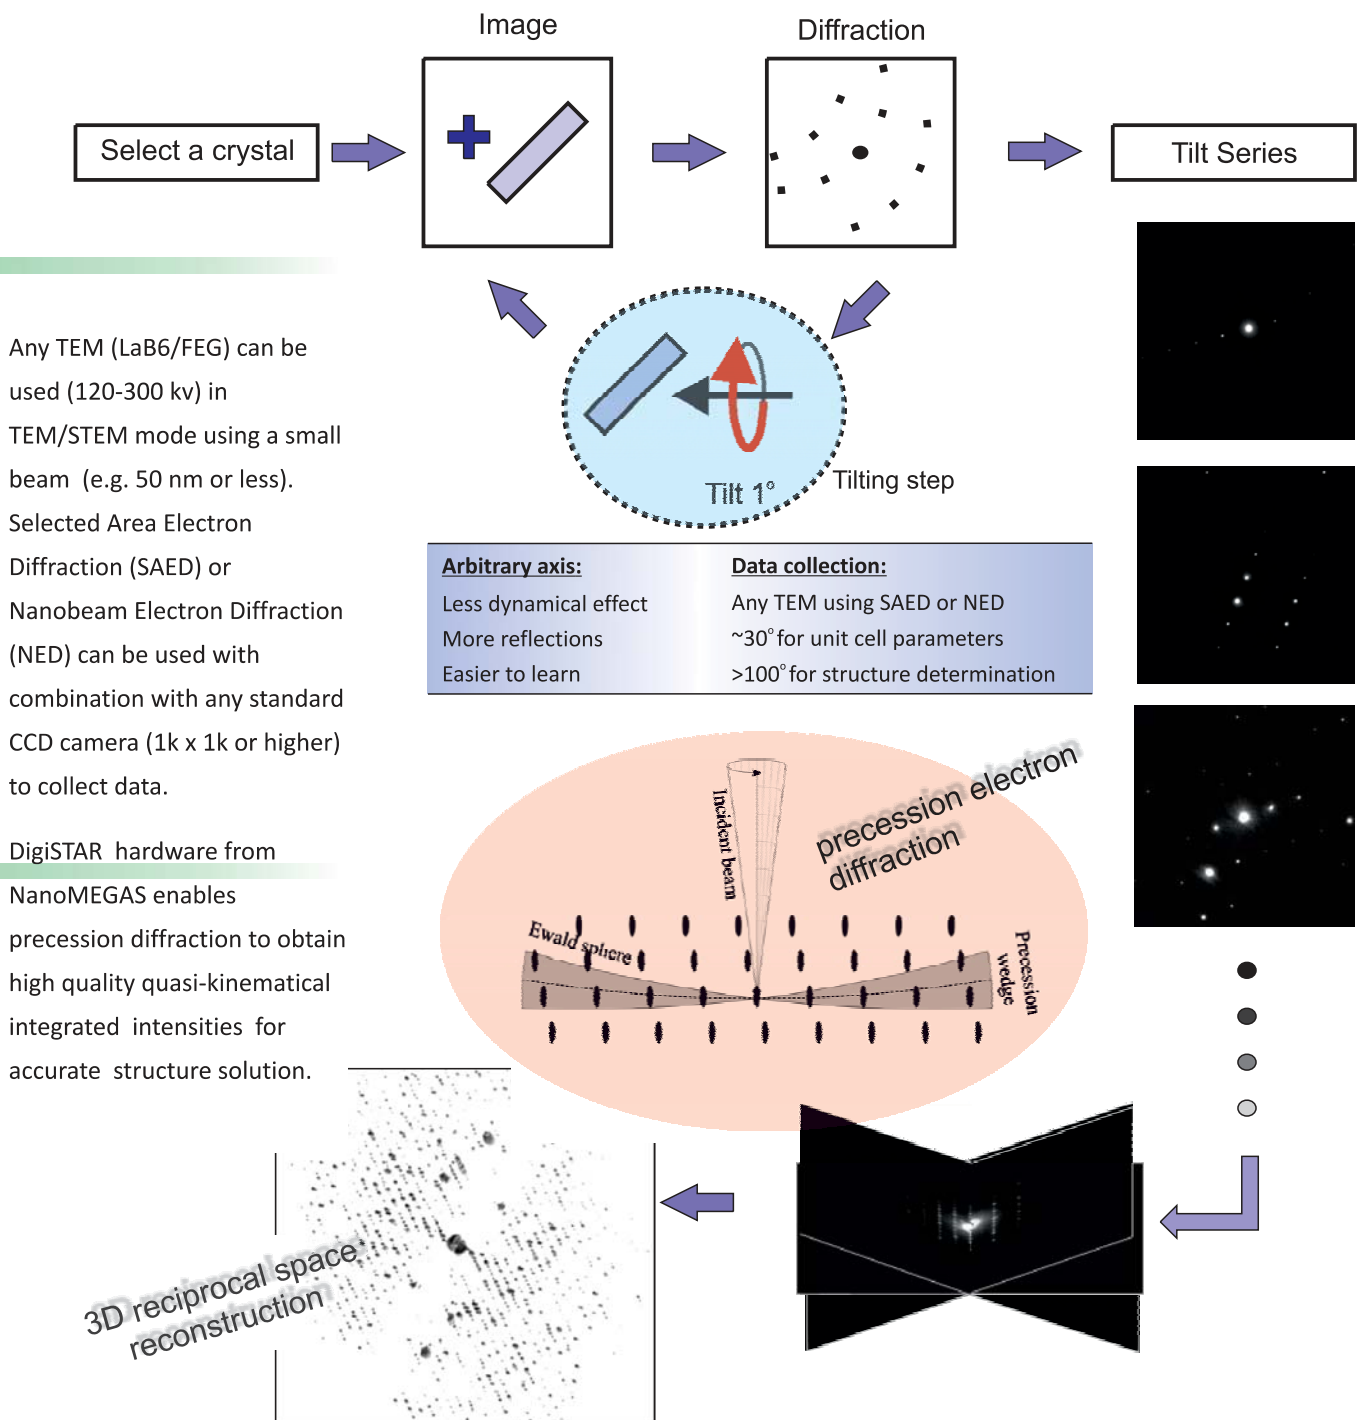 Image
Diffraction
Select a crystal
Tilt Series
Any TEM (LaB6/FEG) can be
used (120-300 kv) in
TEM/STEM mode using a small
beam (e.g. 50 nm or less).
Selected Area Electron
Diffraction (SAED) or
Nanobeam Electron Diffraction
(NED) can be used with
combination with any standard
CCD camera (1k x 1k or higher)
to collect data.
DigiSTAR hardware from
NanoMEGAS enables
precession diffraction to obtain
high quality quasi-kinematical
integrated intensities for
accurate structure solution.
Tilt 1°
Tilting step
Arbitrary axis:
Less dynamical effect
More reflections
Easier to learn
Data collection:
Any TEM using SAED or NED
~30° for unit cell parameters
>100° for structure determination
precession electron
diffraction
Incident beam
Ewald sphere
Precession
wedge
3D reciprocal space
reconstruction